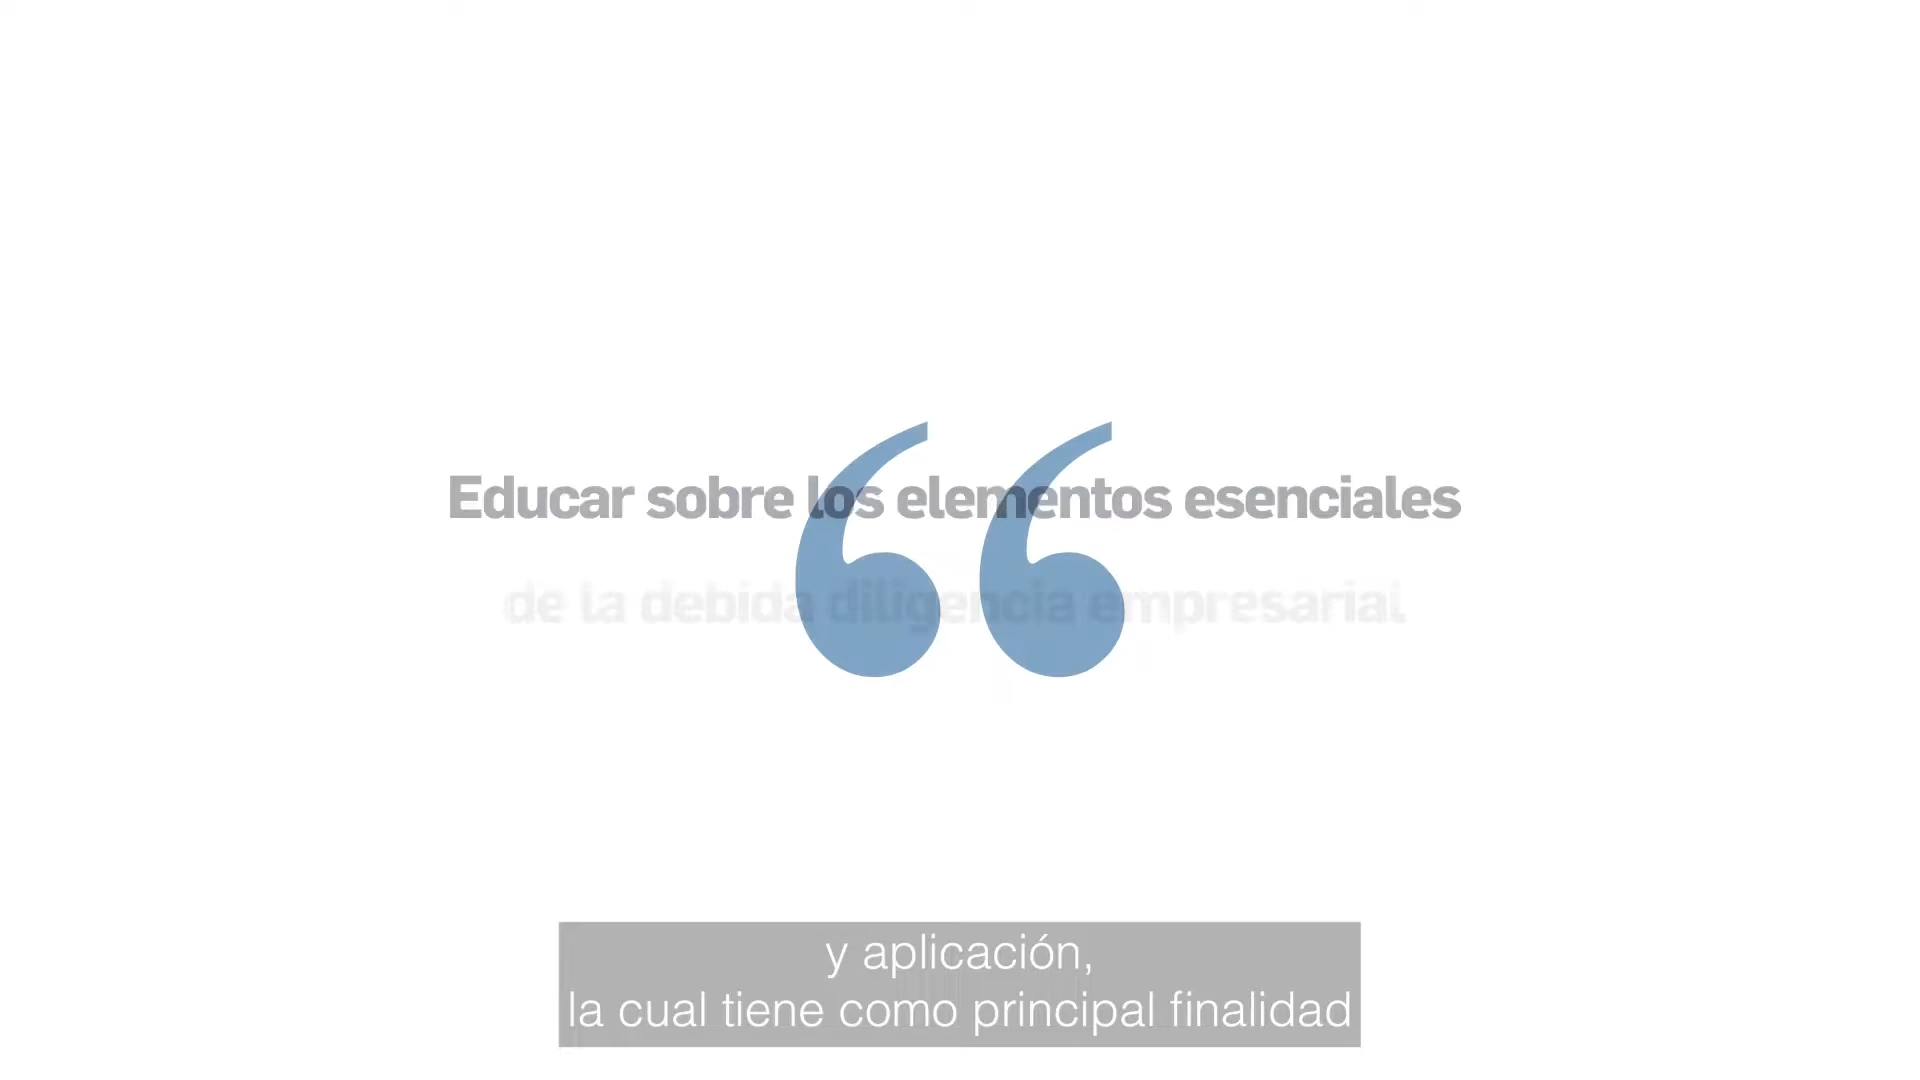 Educar sobre los elementos esenciales
de la debida diligencia empresarial
y aplicación,
la cual tiene como principal finalidad